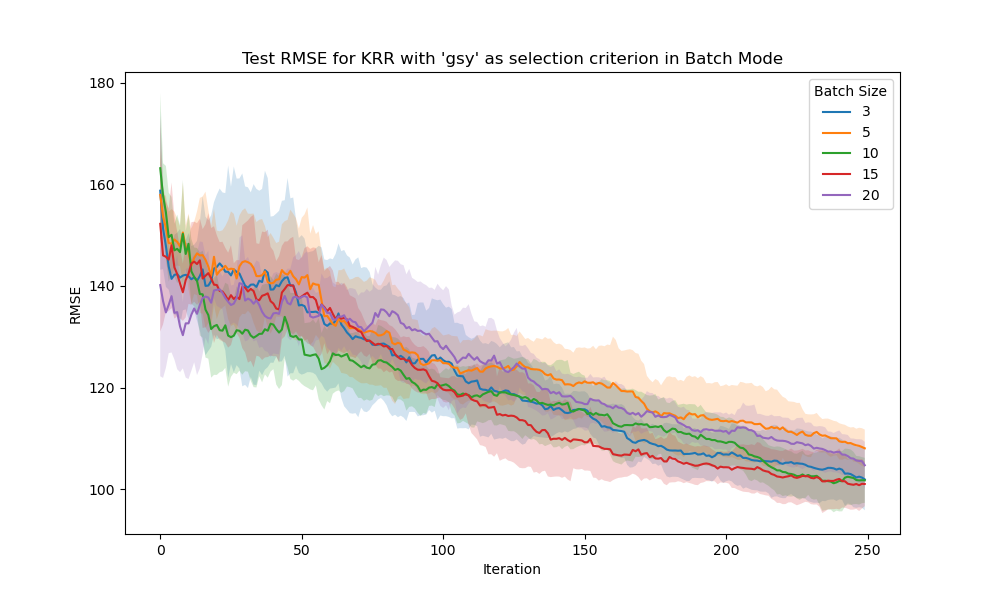 Test RMSE for KRR with 'gsy' as selection criterion in Batch Mode
Batch Size
3
5
10
15
20
RMSE
180
160
140
120
100
0 50 100 150 200 250
Iteration